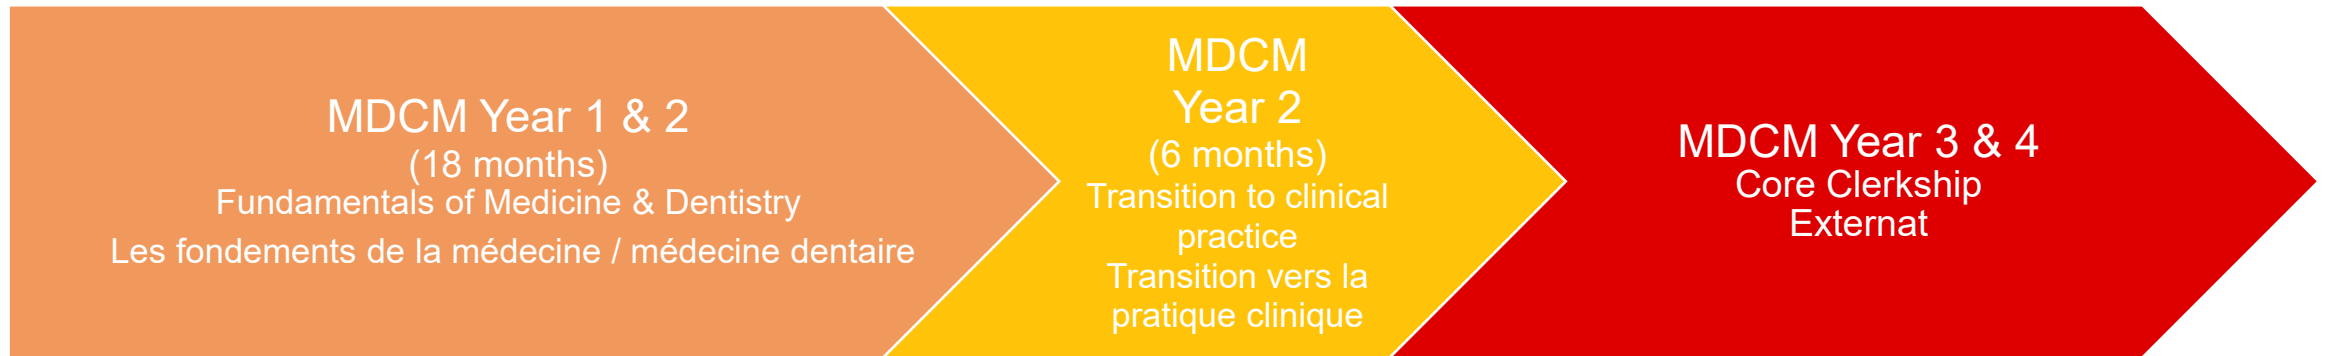 MDCM Year 1 & 2
(18 months)
Fundamentals of Medicine & Dentistry
Les fondements de la médecine / médecine dentaire
MDCM
Year 2
(6 months)
Transition to clinical
practice
Transition vers la
pratique clinique
MDCM Year 3 & 4
Core Clerkship
Externat